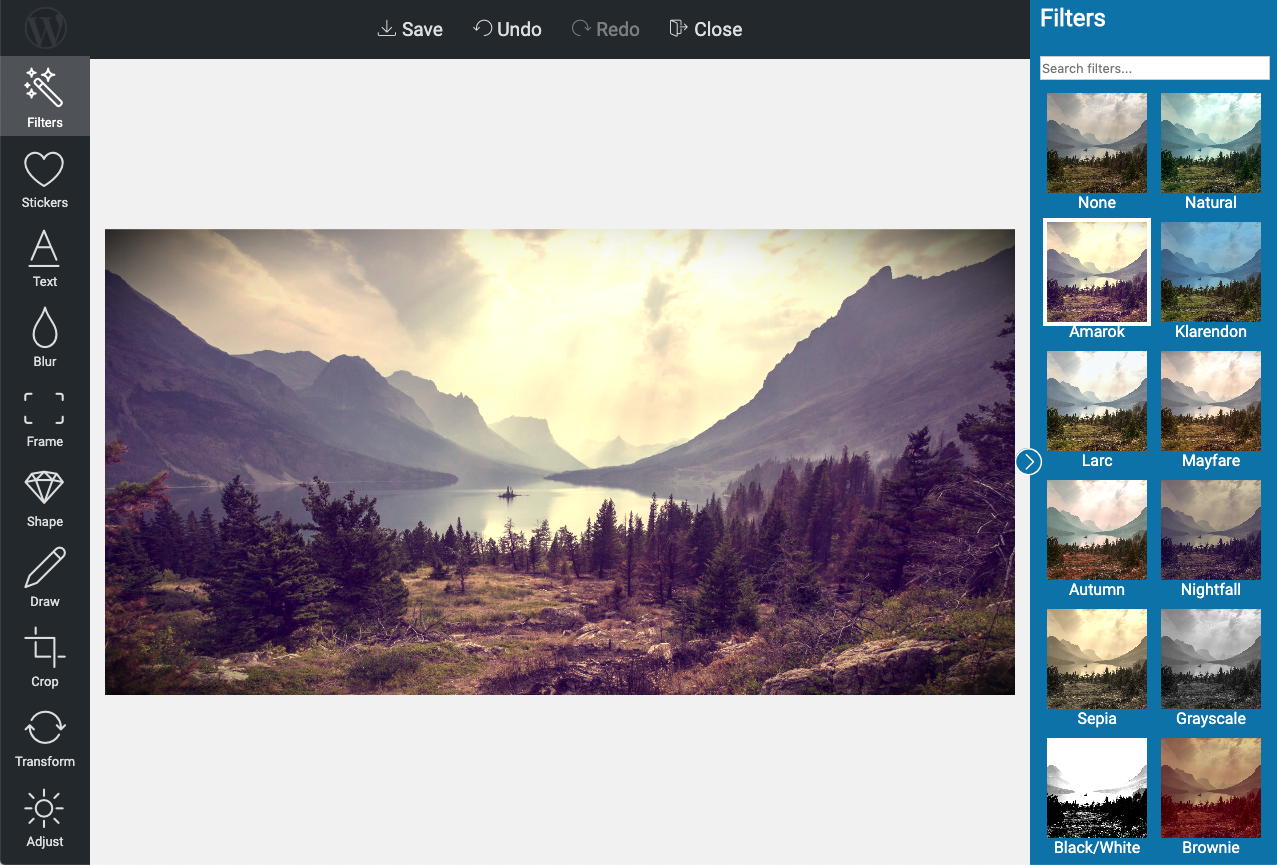 Save Undo Redo Close
Filters
Stickers
Text
Blur
Frame
Shape
Draw
Crop
Transform
Adjust
Filters
Search filters...
None Natural
Amarok Klarendon
Larc Mayfare
Autumn Nightfall
Sepia Grayscale
Black/White Brownie